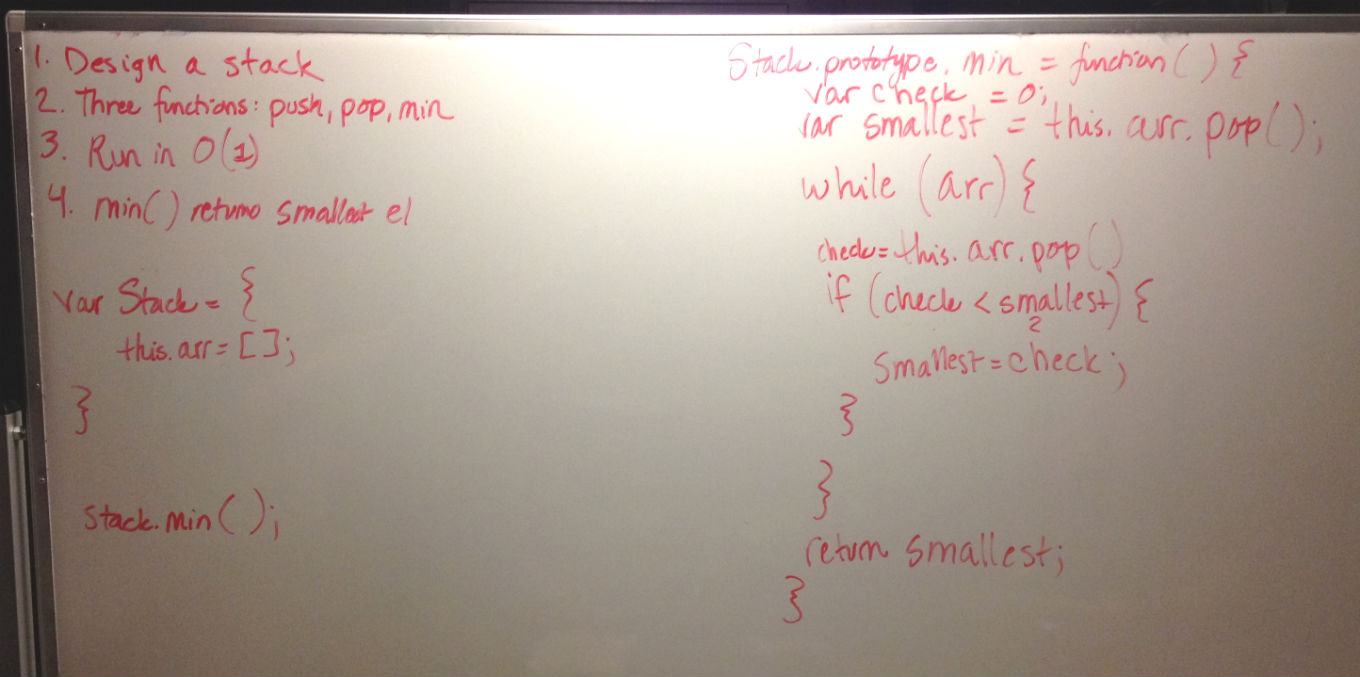 1. Design a stack
2. Three functions: push, pop, min
3. Run in O(1)
4. min() returns smallest el
var Stack = {
this.arr = [];
}
stack.min();
Stack.prototype.min = function() {
var check = 0;
var smallest = this.arr.pop();
while (arr) {
check = this.arr.pop()
if (check < smallest) {
2
smallest = check;
}
}
return smallest;
}